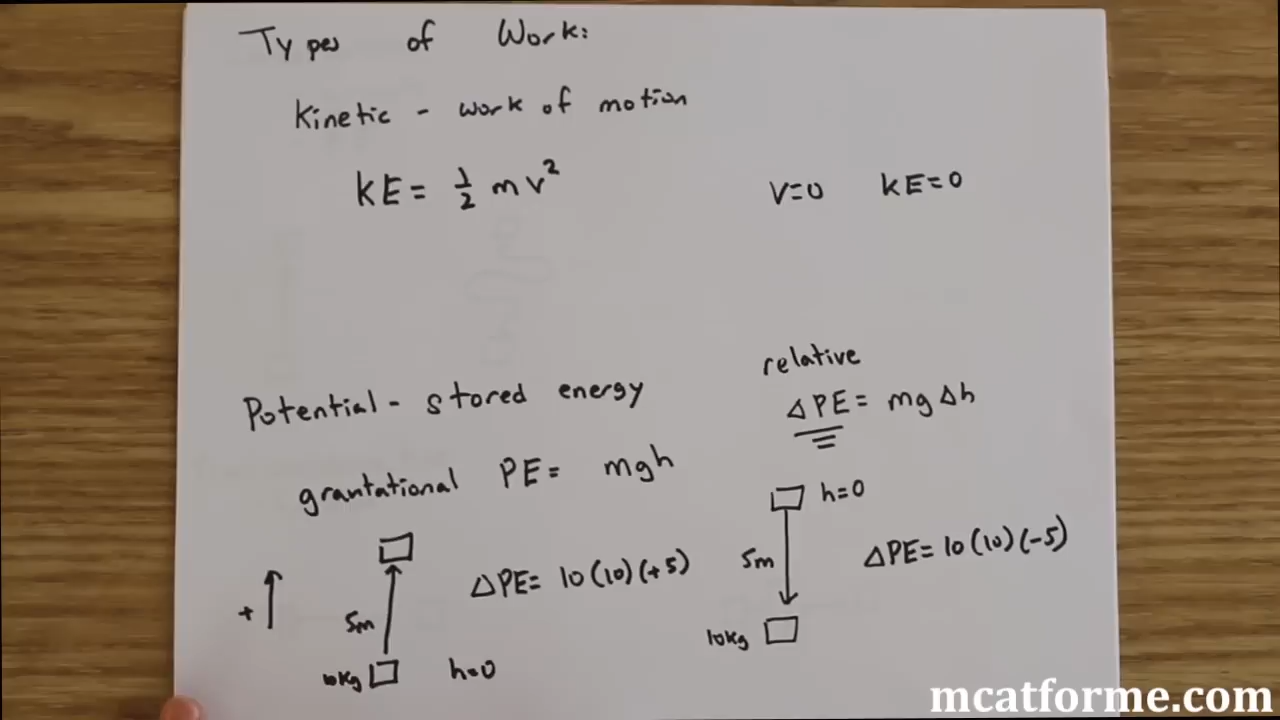 Types of Work:
Kinetic - work of motion
KE = 1/2 mv² v=0 KE=0
relative
Potential - stored energy
ΔPE = mgΔh
grantational PE = mgh
h=0
ΔPE = 10(10)(+5)
5m
ΔPE = 10(10)(-5)
+
5m
10kg
10kg h=0
mcatforme.com